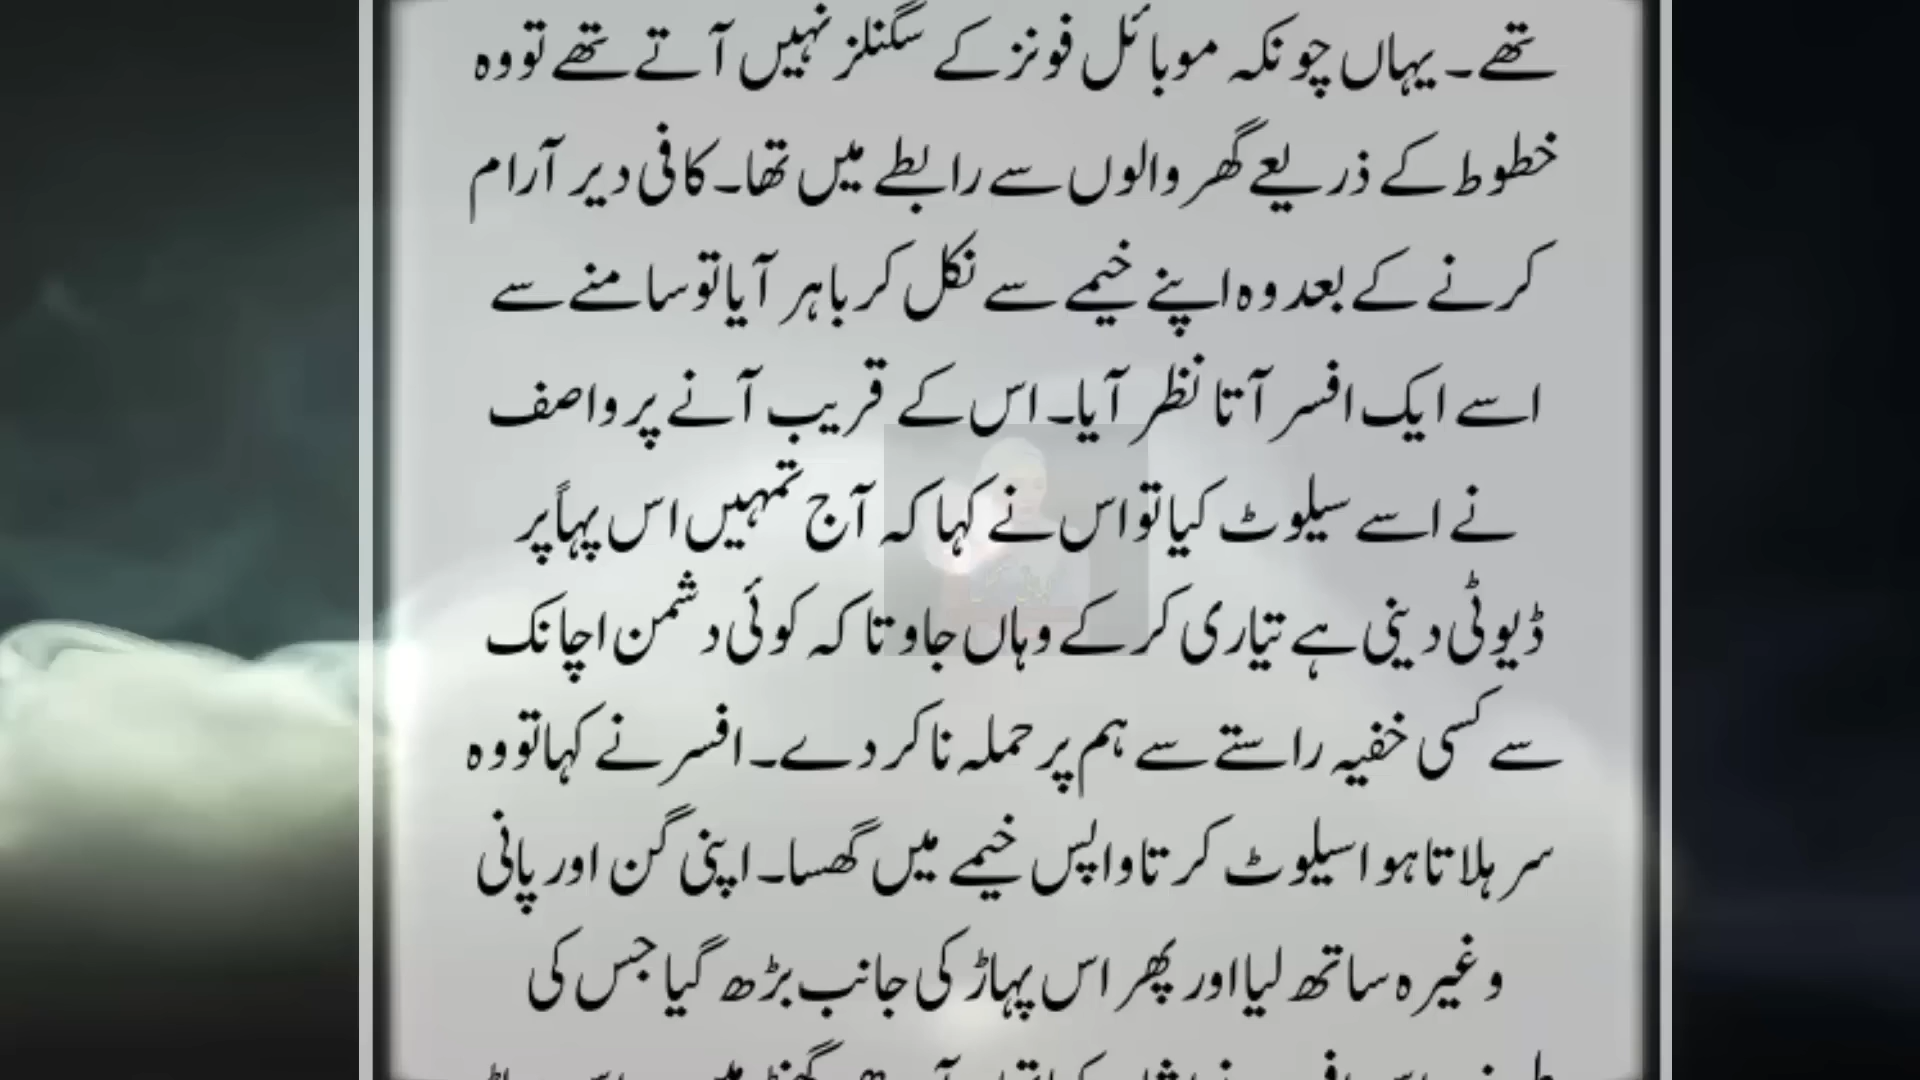 تھے۔ یہاں چونکہ موبائل فونز کے سگنلز نہیں آتے تھے تو وہ
خطوط کے ذریعے گھر والوں سے رابطے میں تھا۔ کافی دیر آرام
کرنے کے بعد وہ اپنے خیمے سے نکل کر باہر آیا تو سامنے سے
اسے ایک افسر آتا نظر آیا۔ اس کے قریب آنے پر واصف
نے اسے سیلوٹ کیا تو اس نے کہا کہ آج تمہیں اس پہاً پر
ڈیوٹی دینی ہے تیاری کر کے وہاں جاو تا کہ کوئی دشمن اچانک
سے کسی خفیہ راستے سے ہم پر حملہ نا کر دے۔ افسر نے کہا تو وہ
سر ہلاتا ہوا سیلوٹ کرتا واپس خیمے میں گھسا۔ اپنی گن اور پانی
وغیرہ ساتھ لیا اور پھر اس پہاڑ کی جانب بڑھ گیا جس کی